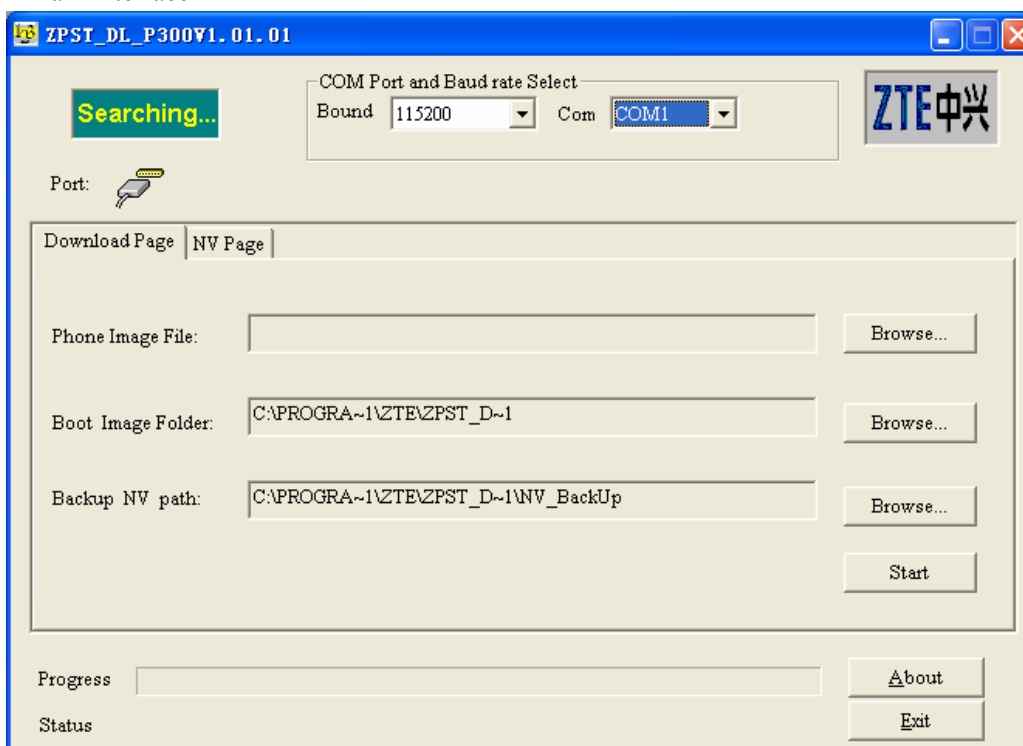 ZPST_DL_P300V1.01.01
Searching...
COM Port and Baud rate Select
Bound 115200 Com COM1
ZTE中兴
Port:
Download Page NV Page
Phone Image File: Browse...
Boot Image Folder: C:\PROGRA~1\ZTE\ZPST_D~1 Browse...
Backup NV path: C:\PROGRA~1\ZTE\ZPST_D~1\NV_BackUp Browse...
Start
Progress About
Status Exit